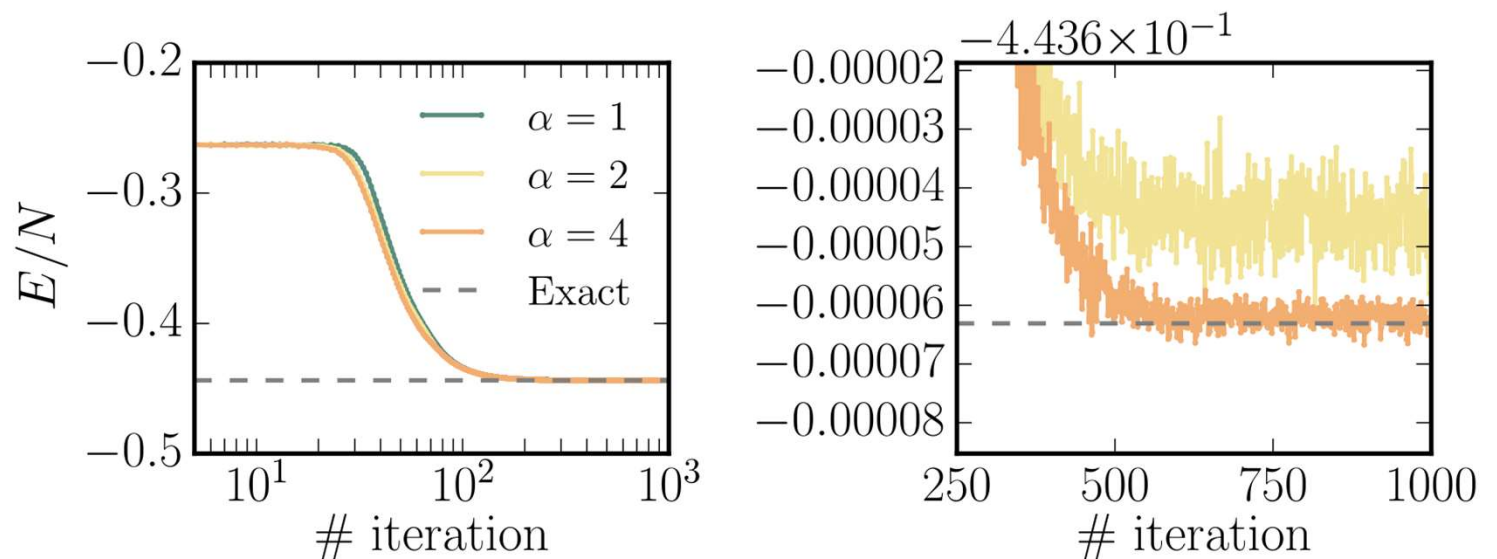 −0.2
−0.3
−0.4
−0.5
E/N
α = 1
α = 2
α = 4
Exact
10¹ 10² 10³
# iteration
−4.436×10⁻¹
−0.00002
−0.00003
−0.00004
−0.00005
−0.00006
−0.00007
−0.00008
250 500 750 1000
# iteration